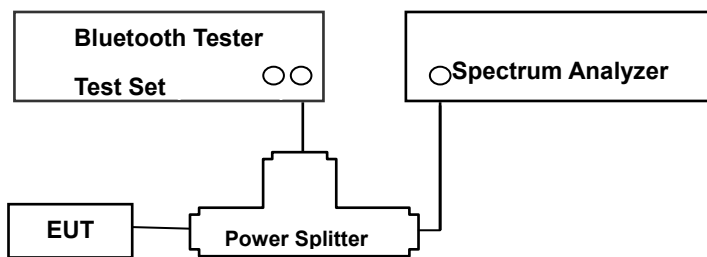 Bluetooth Tester
Test Set
Spectrum Analyzer
EUT
Power Splitter